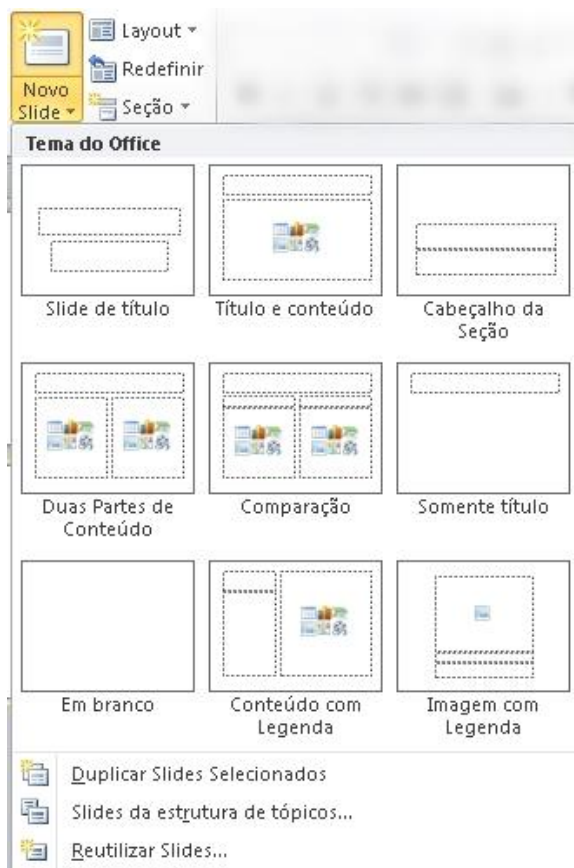 Layout
Redefinir
Novo
Slide
Seção
Tema do Office
Slide de título
Título e conteúdo
Cabeçalho da
Seção
Duas Partes de
Conteúdo
Comparação
Somente título
Em branco
Conteúdo com
Legenda
Imagem com
Legenda
Duplicar Slides Selecionados
Slides da estrutura de tópicos...
Reutilizar Slides...